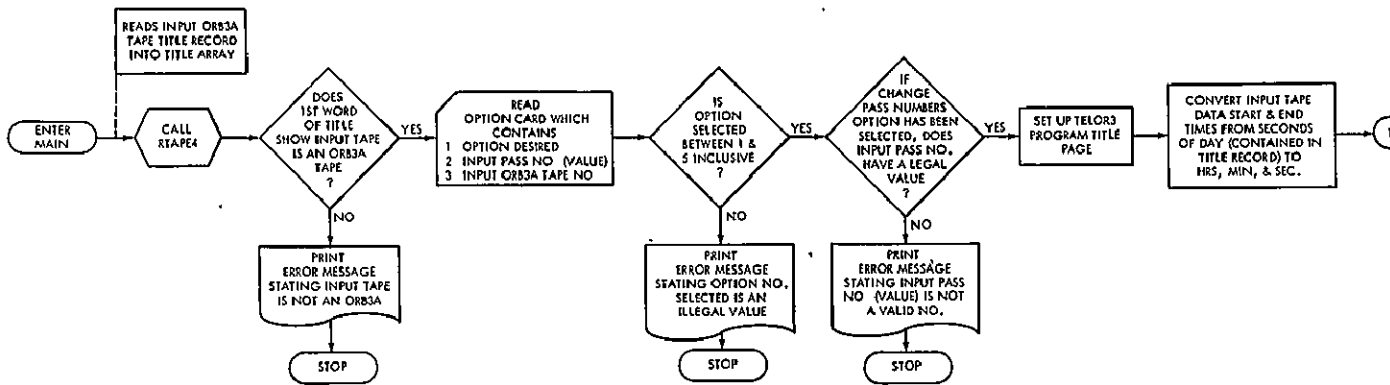 READS INPUT ORB3A
TAPE TITLE RECORD
INTO TITLE ARRAY
ENTER
MAIN
CALL
RTAPE4
DOES
1ST WORD
OF TITLE
SHOW INPUT TAPE
IS AN ORB3A
TAPE
?
YES
NO
PRINT
ERROR MESSAGE
STATING INPUT TAPE
IS NOT AN ORB3A
STOP
READ
OPTION CARD WHICH
CONTAINS
1 OPTION DESIRED
2 INPUT PASS NO (VALUE)
3 INPUT ORB3A TAPE NO
IS
OPTION
SELECTED
BETWEEN 1 &
5 INCLUSIVE
?
YES
NO
PRINT
ERROR MESSAGE
STATING OPTION NO.
SELECTED IS AN
ILLEGAL VALUE
STOP
IF
CHANGE
PASS NUMBERS
OPTION HAS BEEN
SELECTED, DOES
INPUT PASS NO.
HAVE A LEGAL
VALUE
?
YES
NO
PRINT
ERROR MESSAGE
STATING INPUT PASS
NO (VALUE) IS NOT
A VALID NO.
STOP
SET UP TELOR3
PROGRAM TITLE
PAGE
CONVERT INPUT TAPE
DATA START & END
TIMES FROM SECONDS
OF DAY (CONTAINED IN
TITLE RECORD) TO
HRS, MIN, & SEC.